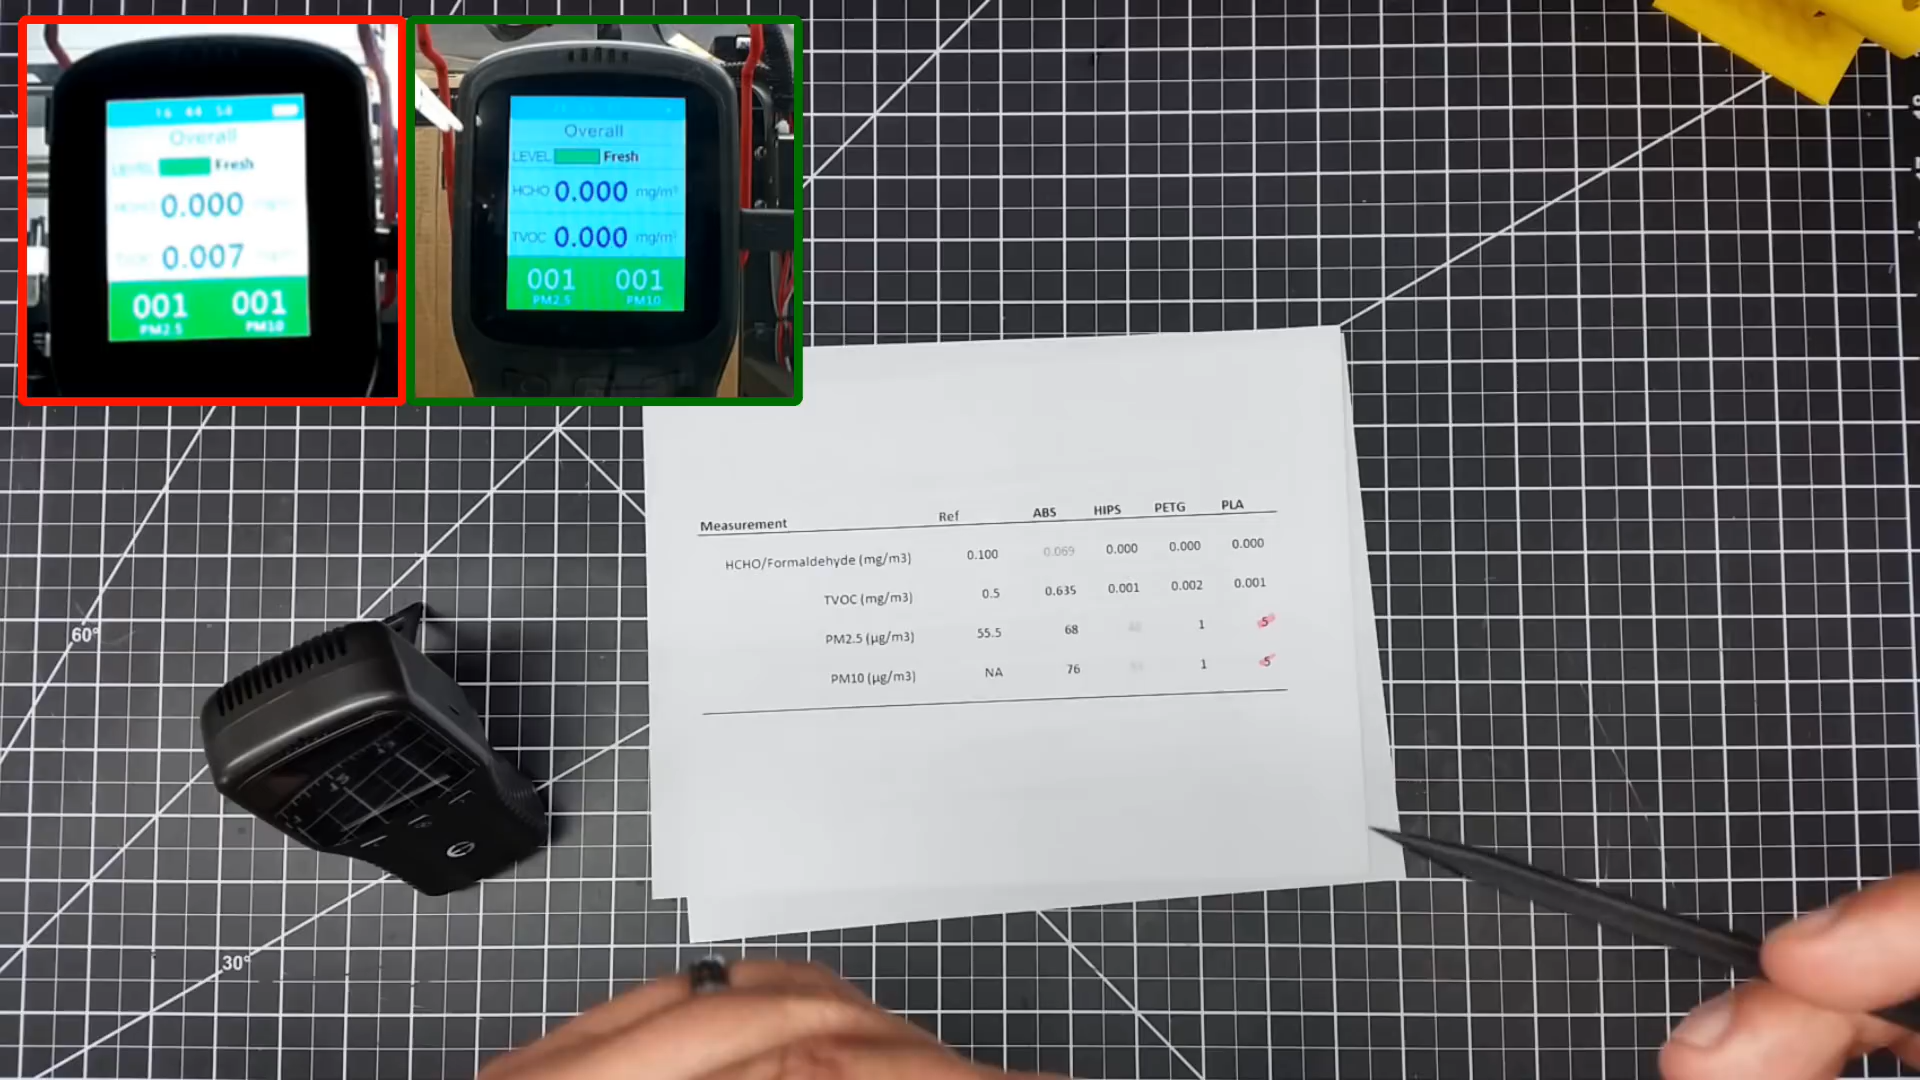 16 44 54
Overall
Fresh
0.000
0.007
001 001
PM2.5 PM10
Overall
LEVEL Fresh
HCHO 0.000 mg/m³
TVOC 0.000 mg/m³
001 001
PM2.5 PM10
Measurement Ref ABS HIPS PETG PLA
HCHO/Formaldehyde (mg/m3) 0.100 0.069 0.000 0.000 0.000
TVOC (mg/m3) 0.5 0.635 0.001 0.002 0.001
PM2.5 (µg/m3) 55.5 68 1 5
PM10 (µg/m3) NA 76 1 5
60°
30°